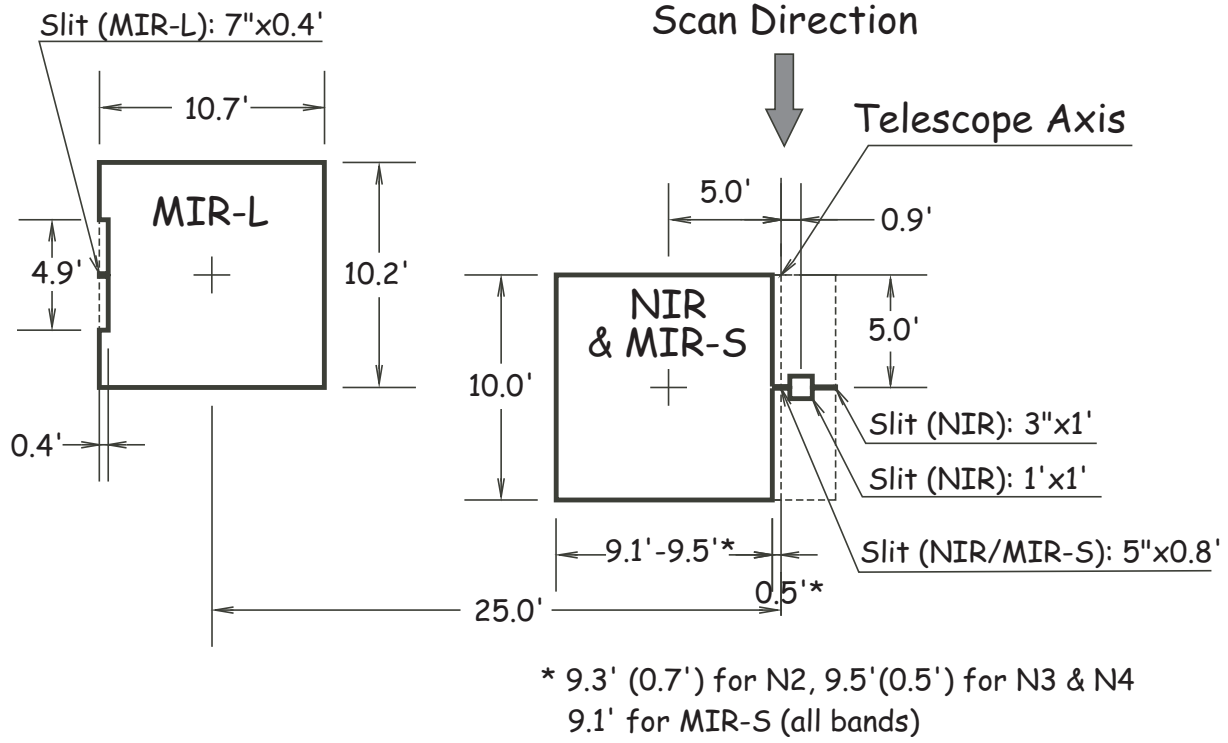 Slit (MIR-L): 7"x0.4'
Scan Direction
10.7'
Telescope Axis
5.0'
0.9'
MIR-L
4.9'
10.2'
NIR
& MIR-S
5.0'
10.0'
0.4'
Slit (NIR): 3"x1'
Slit (NIR): 1'x1'
9.1'-9.5'*
Slit (NIR/MIR-S): 5"x0.8'
0.5'*
25.0'
* 9.3' (0.7') for N2, 9.5'(0.5') for N3 & N4
9.1' for MIR-S (all bands)